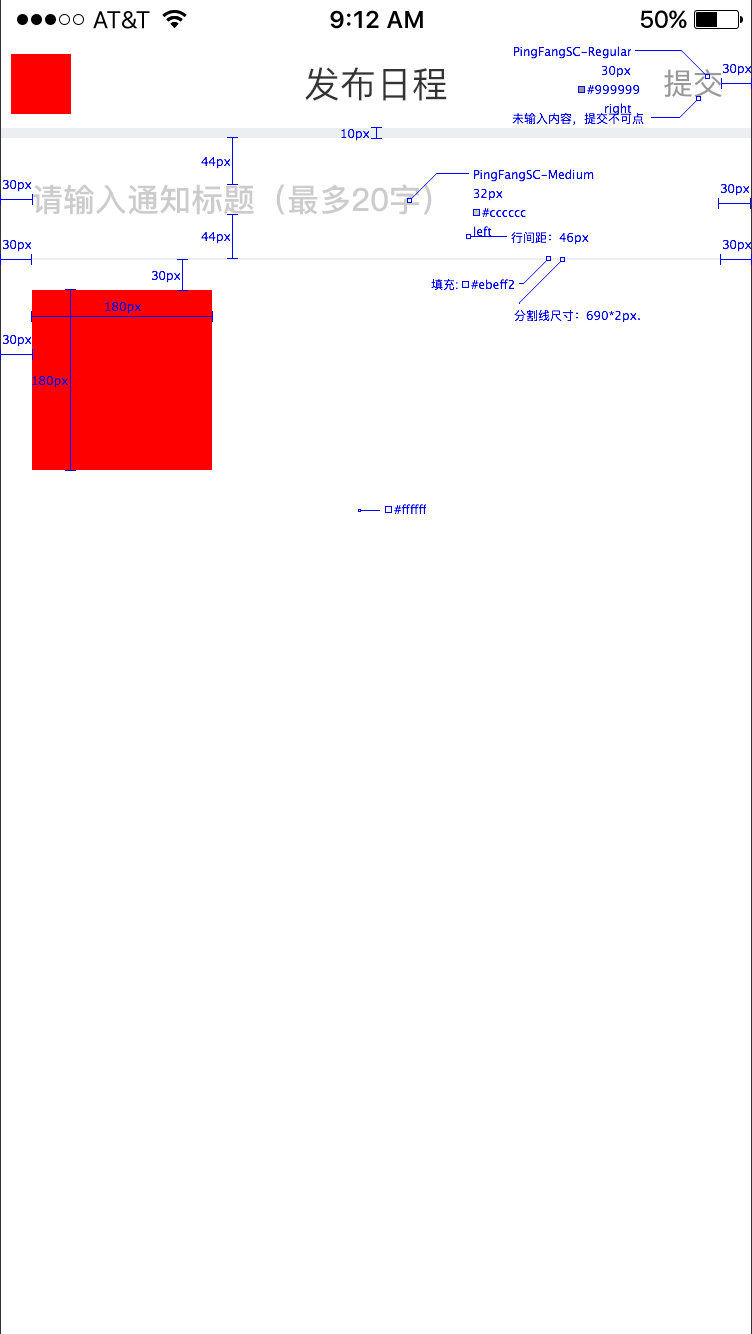 AT&T
9:12 AM
50%
发布日程
提交
PingFangSC-Regular
30px
#999999
right
未输入内容，提交不可点
30px
10px
44px
30px
请输入通知标题（最多20字）
PingFangSC-Medium
32px
#cccccc
left
行间距：46px
30px
44px
30px
30px
30px
填充: #ebeff2
分割线尺寸：690*2px.
180px
30px
180px
#ffffff